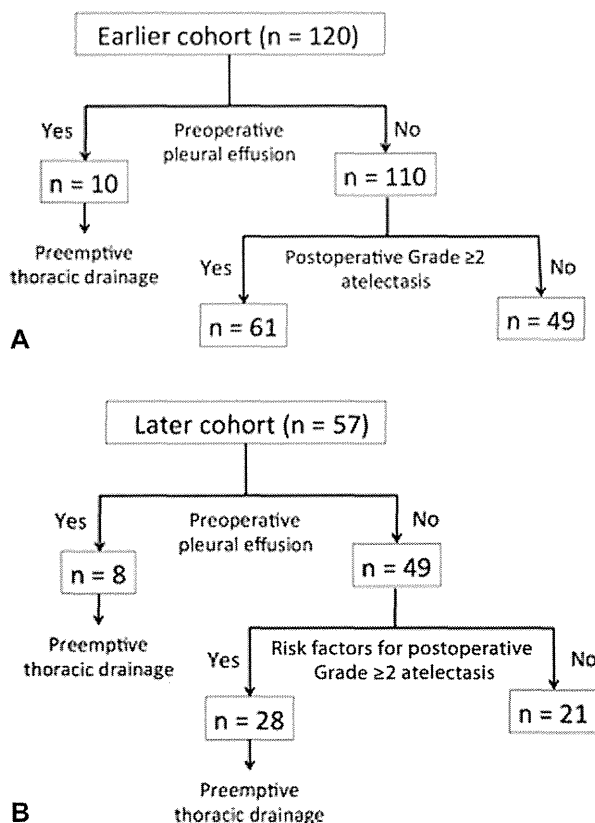 Earlier cohort (n = 120)
Yes
Preoperative
pleural effusion
No
n = 10
n = 110
Preemptive
thoracic drainage
Yes
Postoperative Grade ≥2
atelectasis
No
n = 61
n = 49
A
Later cohort (n = 57)
Yes
Preoperative
pleural effusion
No
n = 8
n = 49
Preemptive
thoracic drainage
Yes
Risk factors for postoperative
Grade ≥2 atelectasis
No
n = 28
n = 21
Preemptive
thoracic drainage
B